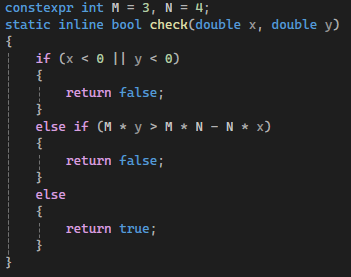 constexpr int M = 3, N = 4;
static inline bool check(double x, double y)
{
    if (x < 0 || y < 0)
    {
        return false;
    }
    else if (M * y > M * N - N * x)
    {
        return false;
    }
    else
    {
        return true;
    }
}